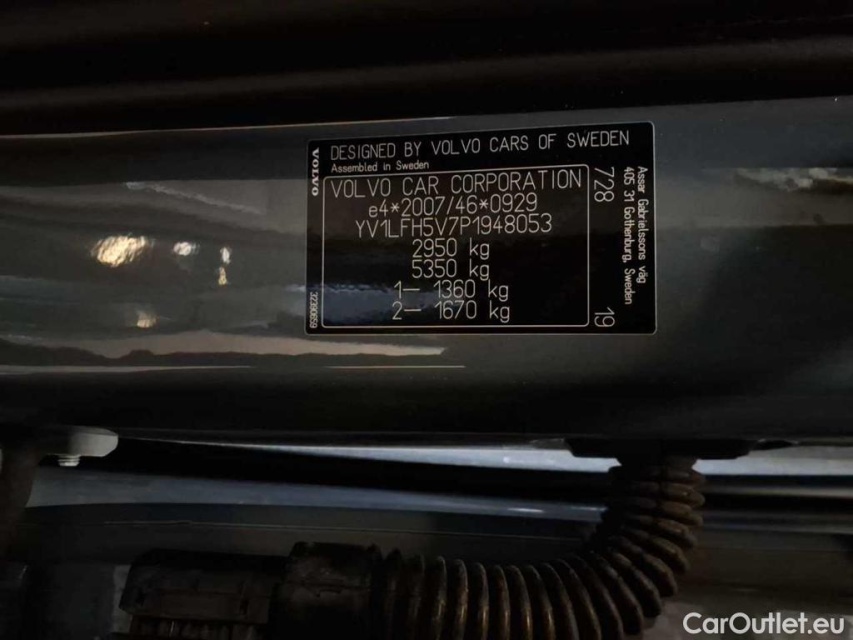 VOLVO
DESIGNED BY VOLVO CARS OF SWEDEN
Assembled in Sweden
VOLVO CAR CORPORATION
e4*2007/46*0929
YV1LFH5V7P1948053
2950 kg
5350 kg
1– 1360 kg
2– 1670 kg
32390659
728
19
Assar Gabrielssons väg
405 31 Gothenburg, Sweden
CarOutlet.eu